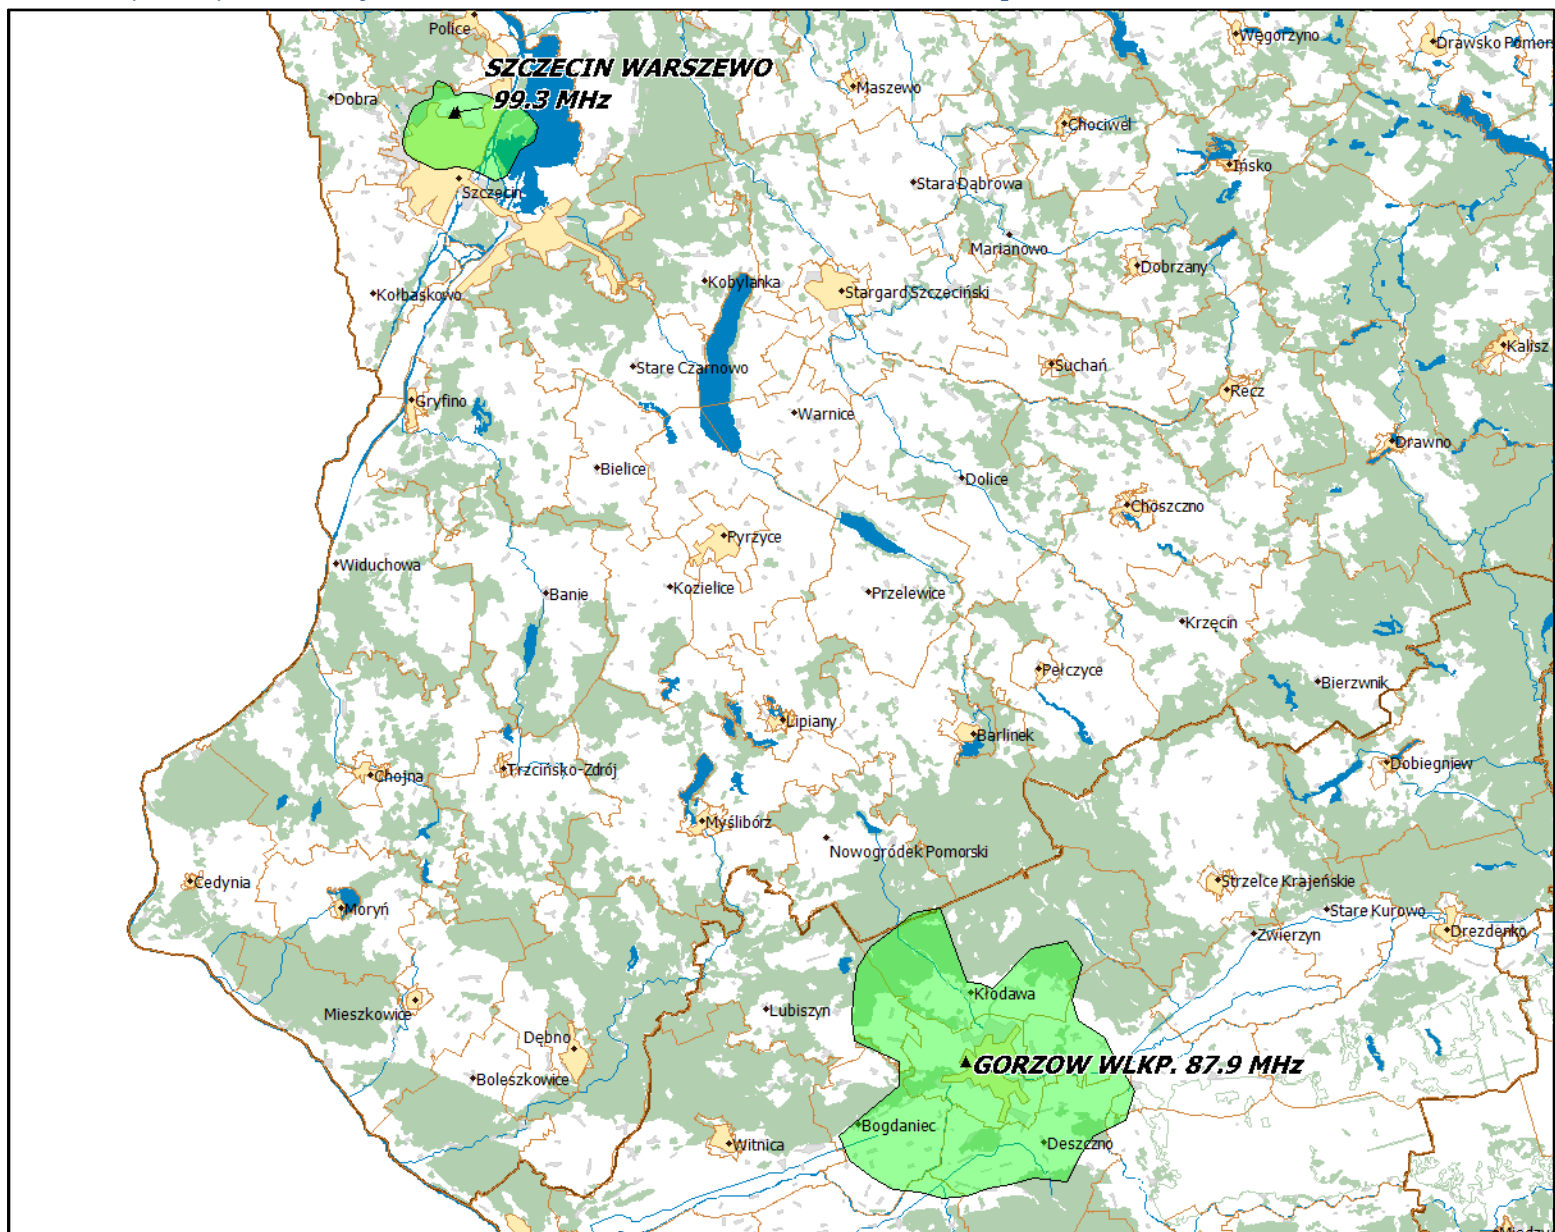 Police
Węgorzyno
SZCZECIN WARSZEWO
99.3 MHz
Dobra
Maszewo
Chociwel
Ińsko
Szczecin
Stara Dąbrowa
Marianowo
Dobrzany
Kobylanka
Stargard Szczeciński
Kołbaskowo
Kalisz
Stare Czarnowo
Suchań
Recz
Gryfino
Warnice
Drawno
Bielice
Dolice
Choszczno
Pyrzyce
Widuchowa
Banie
Kozielice
Przelewice
Krzęcin
Pełczyce
Bierzwnik
Lipiany
Barlinek
Chojna
Trzcińsko-Zdrój
Dobiegniew
Myślibórz
Nowogródek Pomorski
Cedynia
Moryń
Strzelce Krajeńskie
Stare Kurowo
Zwierzyn
Drezdenko
Mieszkowice
Kłodawa
Lubiszyn
Dębno
Boleszkowice
GORZOW WLKP. 87.9 MHz
Bogdaniec
Witnica
Deszczno